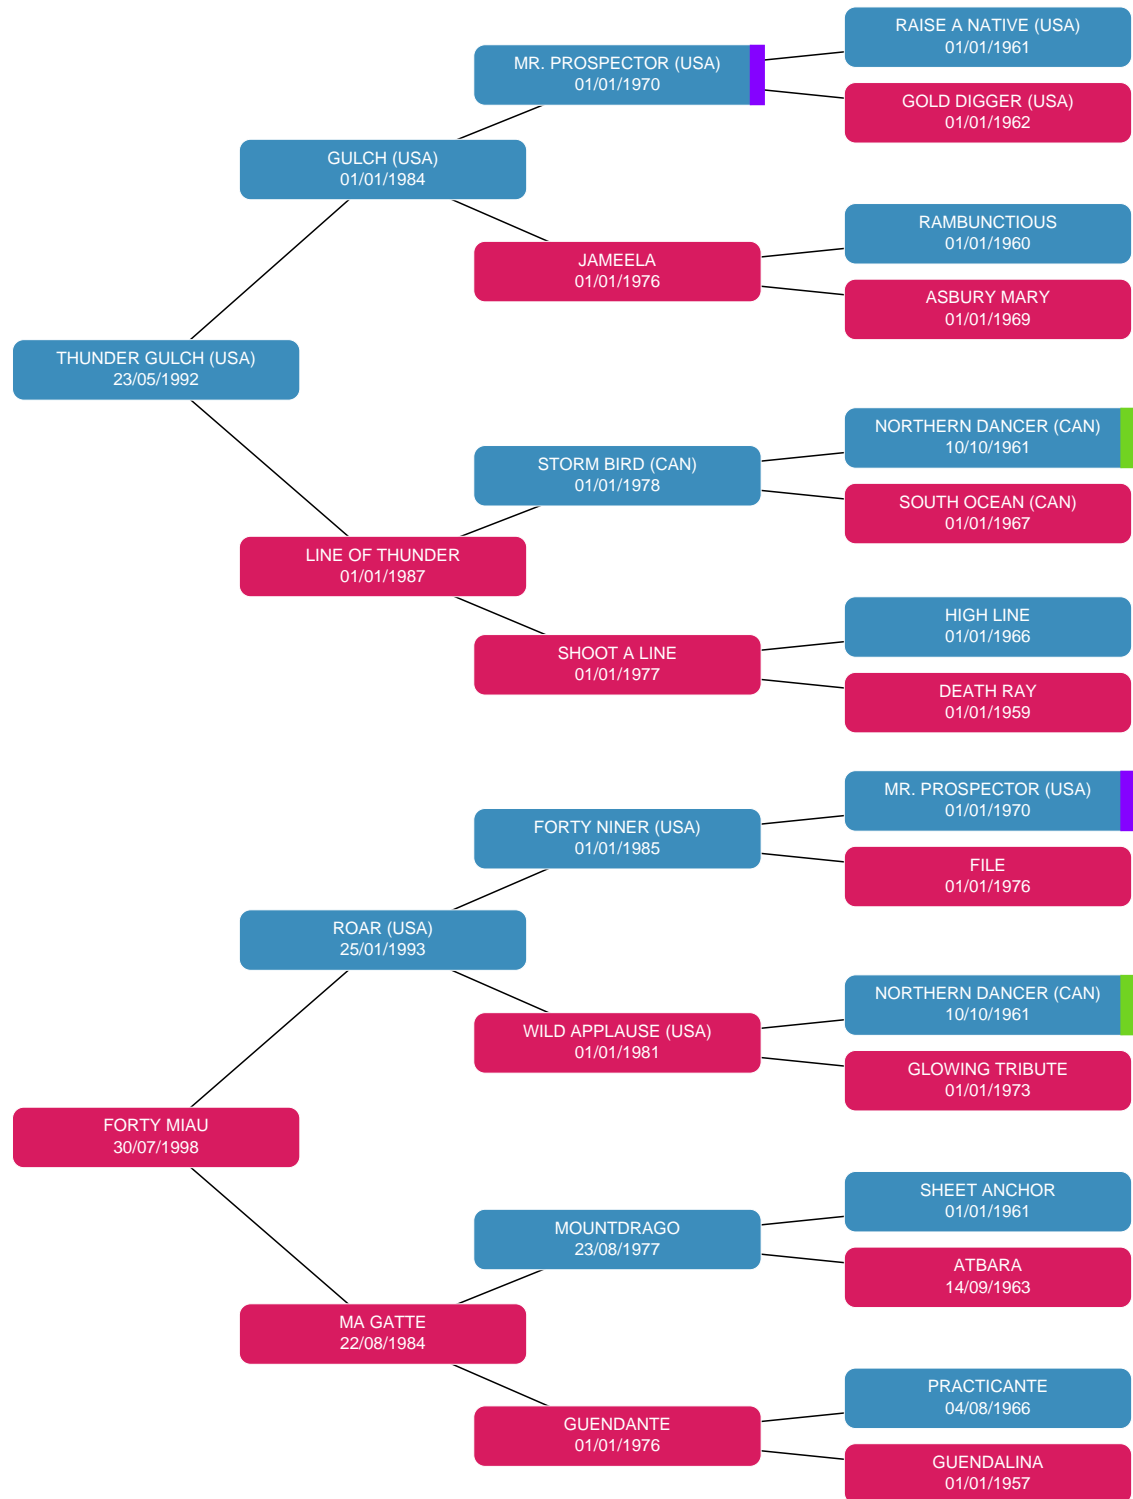 RAISE A NATIVE (USA)
01/01/1961
MR. PROSPECTOR (USA)
01/01/1970
GOLD DIGGER (USA)
01/01/1962
GULCH (USA)
01/01/1984
RAMBUNCTIOUS
01/01/1960
JAMEELA
01/01/1976
ASBURY MARY
01/01/1969
THUNDER GULCH (USA)
23/05/1992
NORTHERN DANCER (CAN)
10/10/1961
STORM BIRD (CAN)
01/01/1978
SOUTH OCEAN (CAN)
01/01/1967
LINE OF THUNDER
01/01/1987
HIGH LINE
01/01/1966
SHOOT A LINE
01/01/1977
DEATH RAY
01/01/1959
MR. PROSPECTOR (USA)
01/01/1970
FORTY NINER (USA)
01/01/1985
FILE
01/01/1976
ROAR (USA)
25/01/1993
NORTHERN DANCER (CAN)
10/10/1961
WILD APPLAUSE (USA)
01/01/1981
GLOWING TRIBUTE
01/01/1973
FORTY MIAU
30/07/1998
SHEET ANCHOR
01/01/1961
MOUNTDRAGO
23/08/1977
ATBARA
14/09/1963
MA GATTE
22/08/1984
PRACTICANTE
04/08/1966
GUENDANTE
01/01/1976
GUENDALINA
01/01/1957